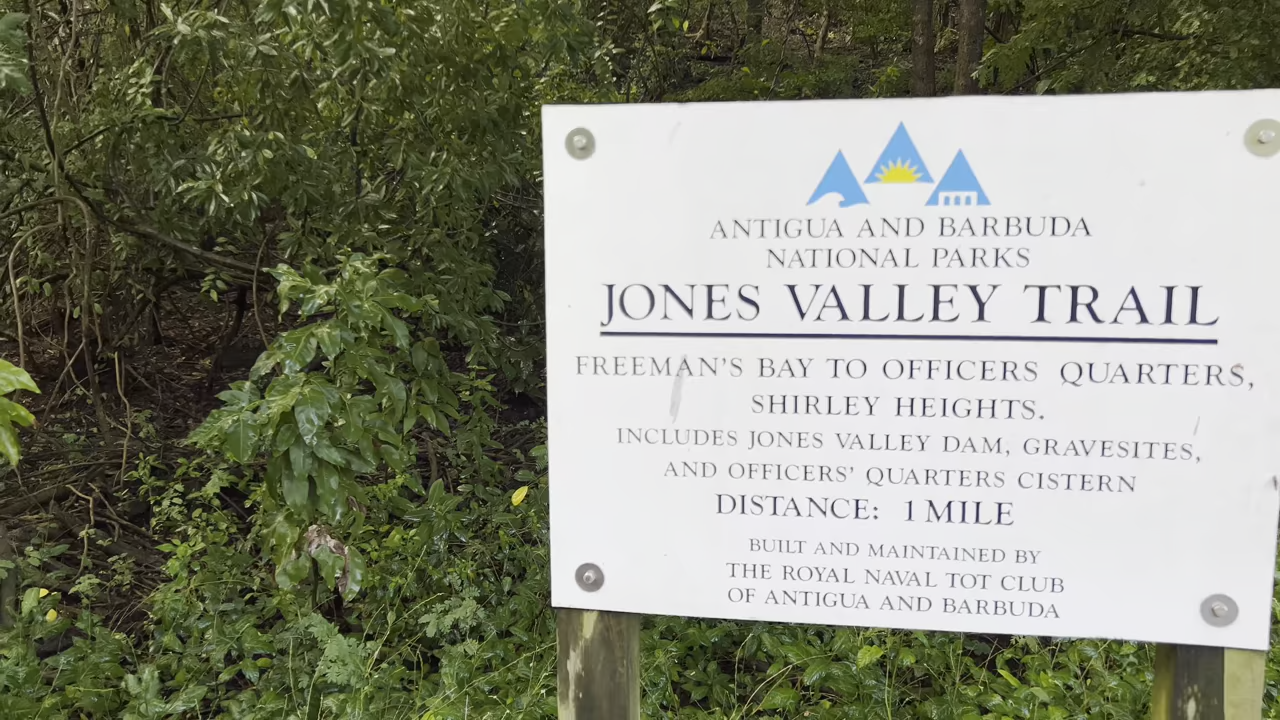 ANTIGUA AND BARBUDA
NATIONAL PARKS
JONES VALLEY TRAIL
FREEMAN'S BAY TO OFFICERS QUARTERS,
SHIRLEY HEIGHTS.
INCLUDES JONES VALLEY DAM, GRAVESITES,
AND OFFICERS' QUARTERS CISTERN
DISTANCE: 1 MILE
BUILT AND MAINTAINED BY
THE ROYAL NAVAL TOT CLUB
OF ANTIGUA AND BARBUDA